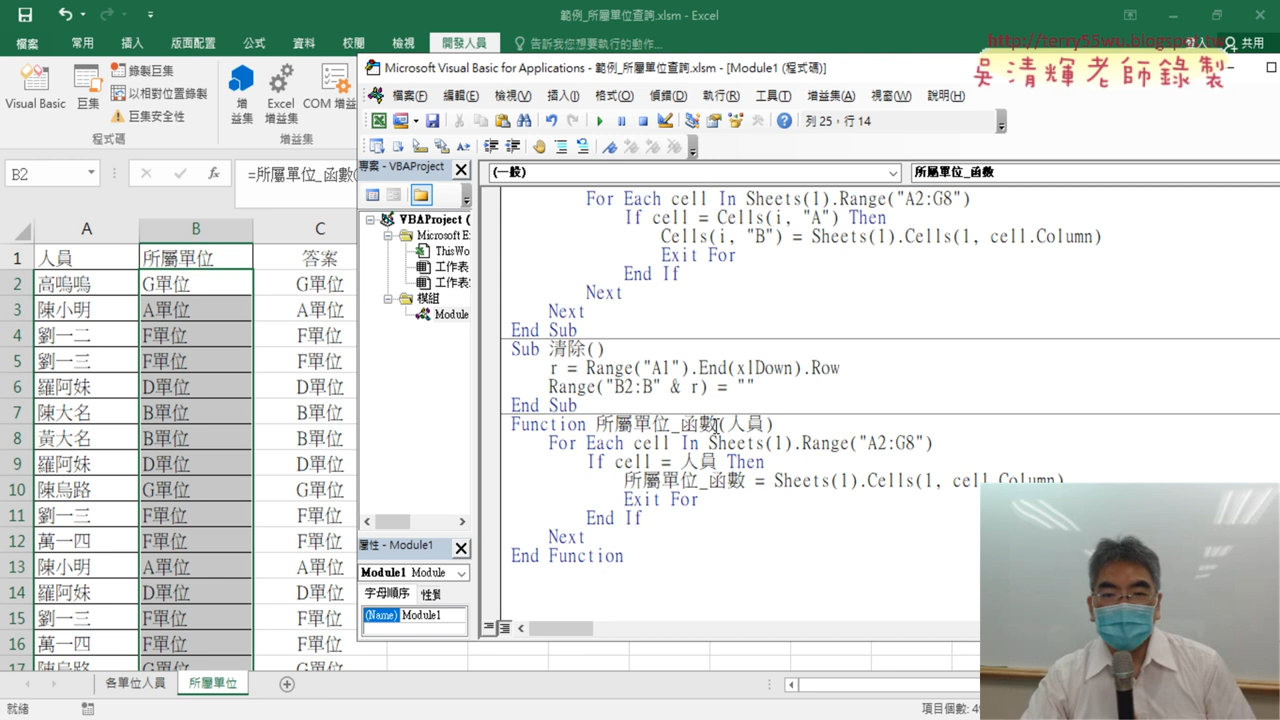 範例_所屬單位查詢.xlsm - Excel
檔案 常用 插入 版面配置 公式 資料 校閱 檢視 開發人員 告訴我您想要執行的動作... 登入 共用
http://terry55wu.blogspot.tw
吳清輝老師錄製
Visual Basic 巨集 錄製巨集 以相對位置錄製 巨集安全性 增益集 Excel 增益集 COM 增益
程式碼 增益集
B2 =所屬單位_函數(
A B C
1 人員 所屬單位 答案
2 高嗚嗚 G單位 G單位
3 陳小明 A單位 A單位
4 劉一二 F單位 F單位
5 劉一三 F單位 F單位
6 羅阿妹 D單位 D單位
7 陳大名 B單位 B單位
8 黃大名 B單位 B單位
9 羅阿妹 D單位 D單位
10 陳烏路 G單位 G單位
11 劉一三 F單位 F單位
12 萬一四 F單位 F單位
13 陳小明 A單位 A單位
14 羅阿妹 D單位 D單位
15 劉一三 F單位 F單位
16 萬一四 F單位 F單位
17 陳烏路 G單位 G單位
各單位人員 所屬單位
就緒 項目個數:
Microsoft Visual Basic for Applications - 範例_所屬單位查詢.xlsm - [Module1 (程式碼)]
檔案(F) 編輯(E) 檢視(V) 插入(I) 格式(O) 偵錯(D) 執行(R) 工具(T) 增益集(A) 視窗(W) 說明(H)
列 25，行 14
專案 - VBAProject
VBAProject (
Microsoft E
ThisWo
工作表
工作表
模組
Module
屬性 - Module1
Module1 Module
字母順序 性質
(Name) Module1
(一般) 所屬單位_函數
For Each cell In Sheets(1).Range("A2:G8")
If cell = Cells(i, "A") Then
Cells(i, "B") = Sheets(1).Cells(1, cell.Column)
Exit For
End If
Next
Next
End Sub
Sub 清除()
r = Range("A1").End(xlDown).Row
Range("B2:B" & r) = ""
End Sub
Function 所屬單位_函數(人員)
For Each cell In Sheets(1).Range("A2:G8")
If cell = 人員 Then
所屬單位_函數 = Sheets(1).Cells(1, cell.Column)
Exit For
End If
Next
End Function